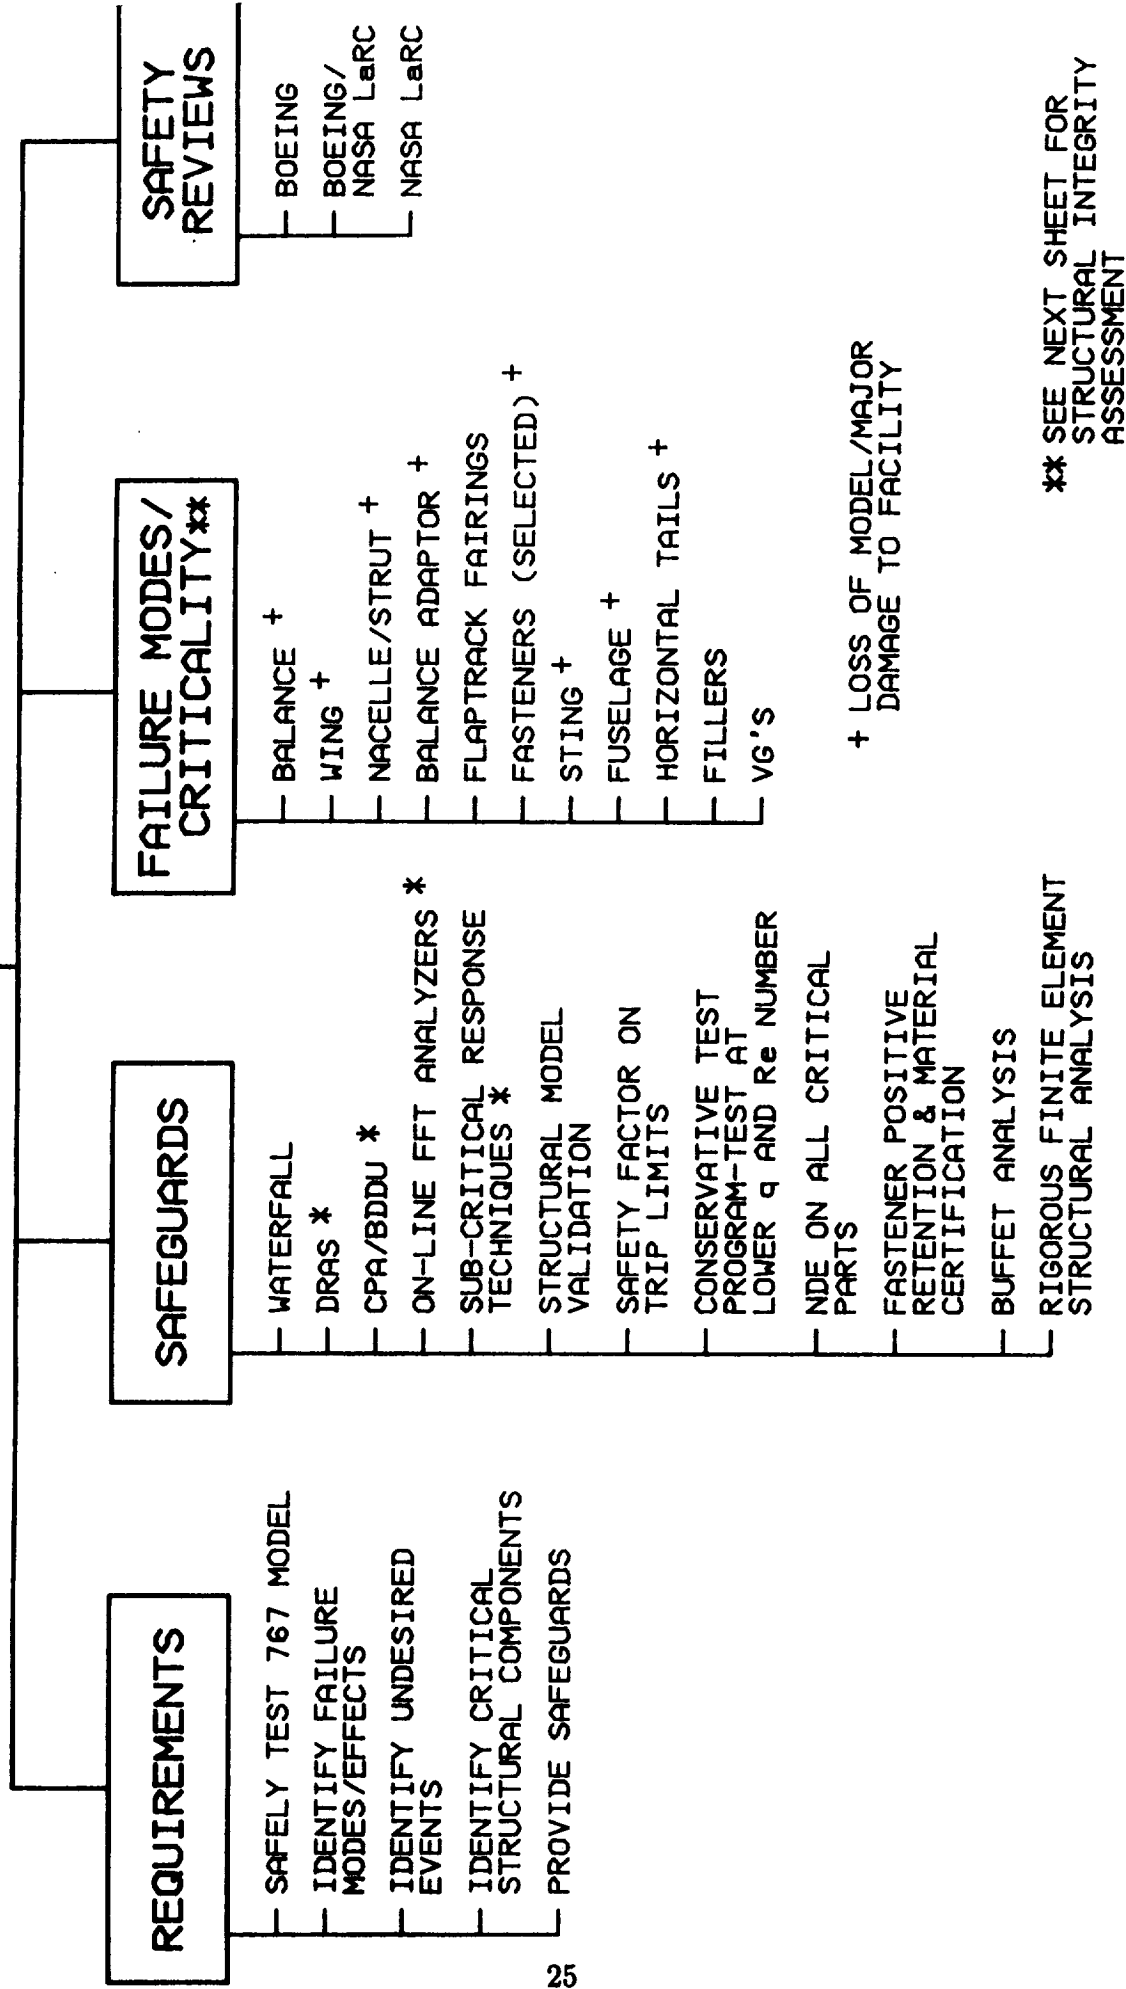 REQUIREMENTS
SAFELY TEST 767 MODEL
IDENTIFY FAILURE
MODES/EFFECTS
IDENTIFY UNDESIRED
EVENTS
IDENTIFY CRITICAL
STRUCTURAL COMPONENTS
PROVIDE SAFEGUARDS
SAFEGUARDS
WATERFALL
DRAS *
CPA/BDDU *
ON-LINE FFT ANALYZERS *
SUB-CRITICAL RESPONSE
TECHNIQUES *
STRUCTURAL MODEL
VALIDATION
SAFETY FACTOR ON
TRIP LIMITS
CONSERVATIVE TEST
PROGRAM-TEST AT
LOWER q AND Re NUMBER
NDE ON ALL CRITICAL
PARTS
FASTENER POSITIVE
RETENTION & MATERIAL
CERTIFICATION
BUFFET ANALYSIS
RIGOROUS FINITE ELEMENT
STRUCTURAL ANALYSIS
FAILURE MODES/
CRITICALITY**
BALANCE +
WING +
NACELLE/STRUT +
BALANCE ADAPTOR +
FLAPTRACK FAIRINGS
FASTENERS (SELECTED) +
STING +
FUSELAGE +
HORIZONTAL TAILS +
FILLERS
VG'S
+ LOSS OF MODEL/MAJOR
DAMAGE TO FACILITY
SAFETY
REVIEWS
BOEING
BOEING/
NASA LaRC
NASA LaRC
** SEE NEXT SHEET FOR
STRUCTURAL INTEGRITY
ASSESSMENT
25